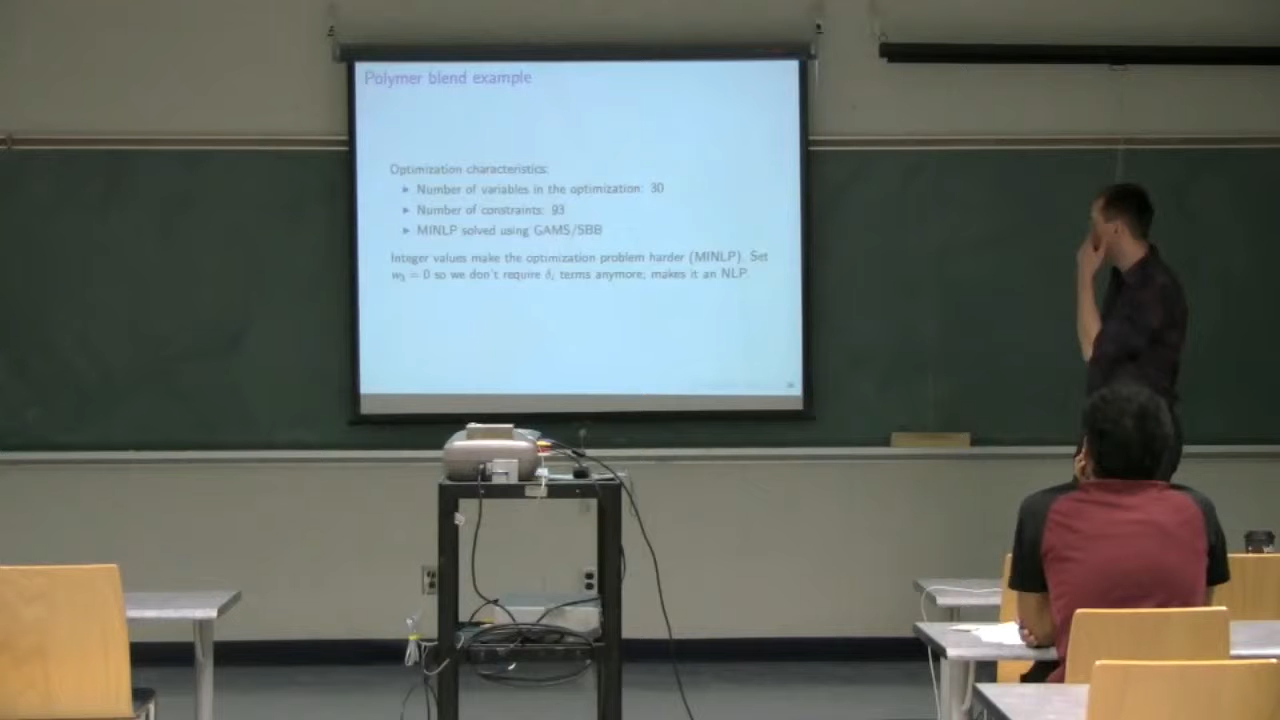 Polymer blend example
Optimization characteristics:
► Number of variables in the optimization: 30
► Number of constraints: 93
► MINLP solved using GAMS/SBB
Integer values make the optimization problem harder (MINLP). Set
= 0 so we don't require δᵢ terms anymore; makes it an NLP.